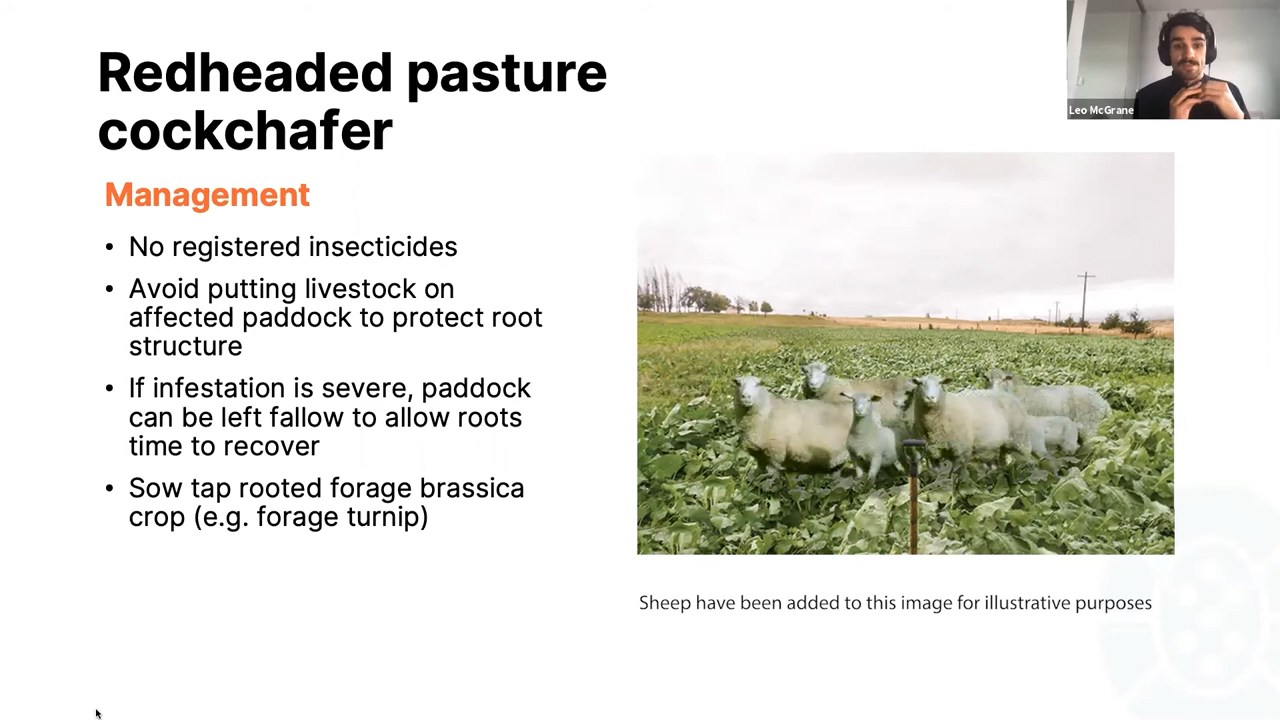 Redheaded pasture
cockchafer
Leo McGrane
Management
• No registered insecticides
• Avoid putting livestock on
affected paddock to protect root
structure
• If infestation is severe, paddock
can be left fallow to allow roots
time to recover
• Sow tap rooted forage brassica
crop (e.g. forage turnip)
Sheep have been added to this image for illustrative purposes